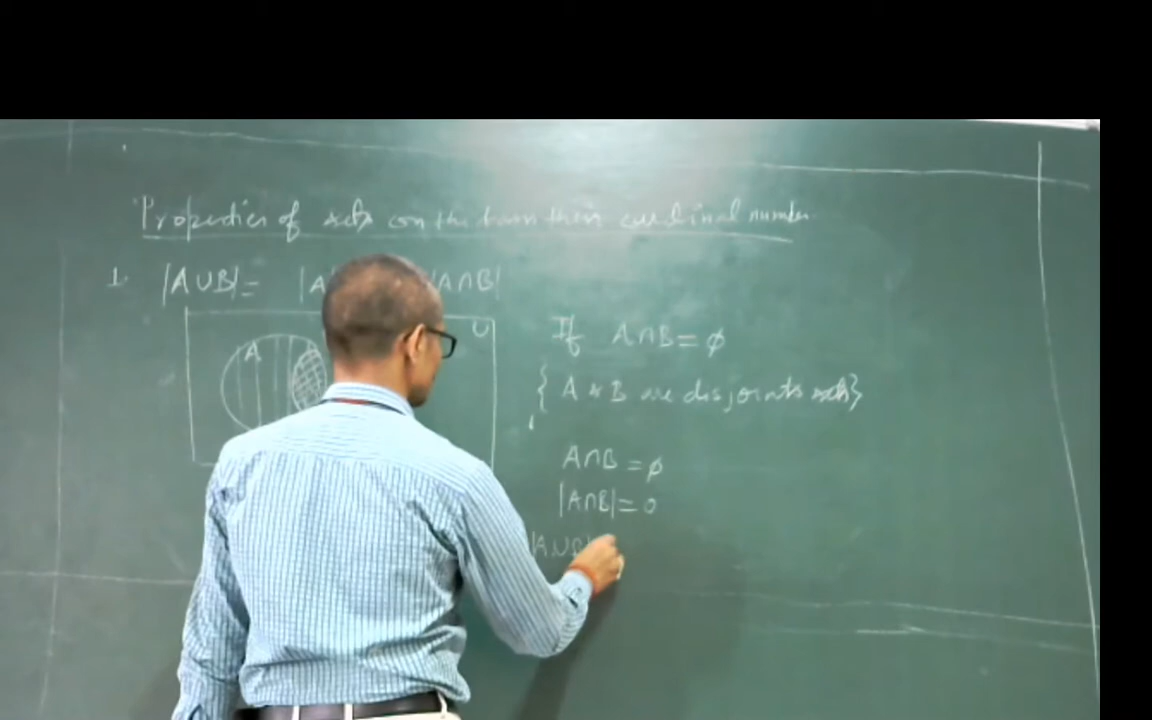 Properties of sets on the basis their cardinal number
1. |A∪B|= |A |A∩B|
A
U
If A∩B = φ
{ A & B are disjoints sets}
A∩B = φ
|A∩B| = 0
|A∪B|